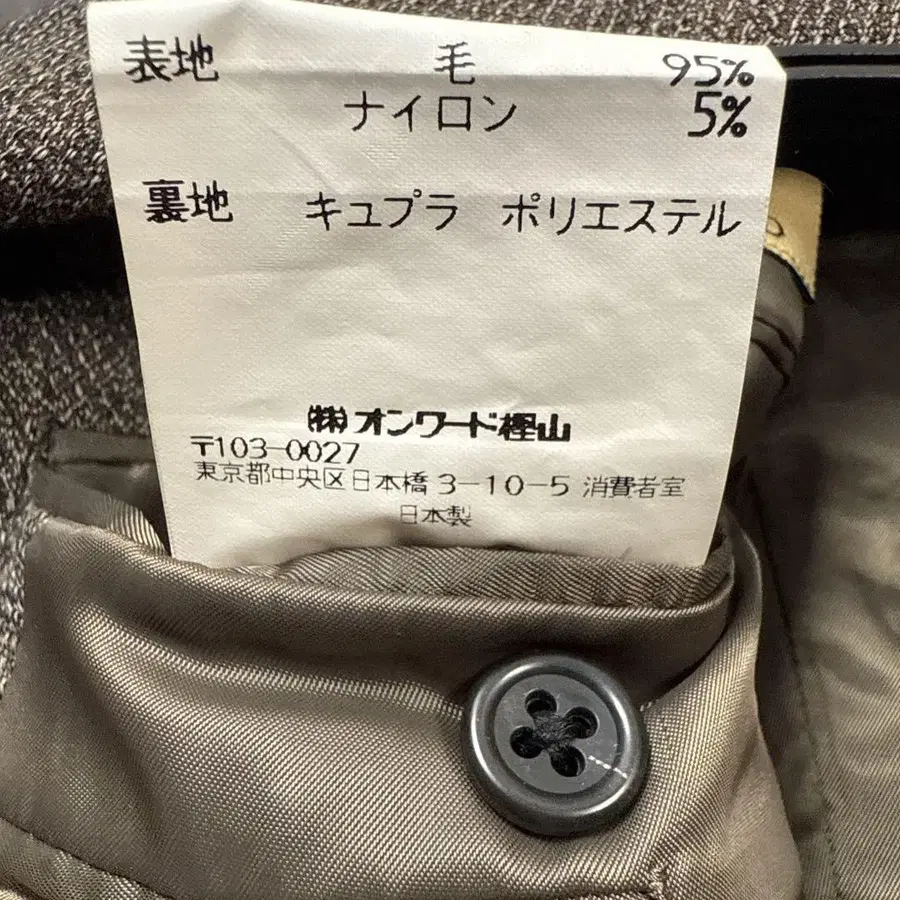 表地 毛 95%
ナイロン 5%
裏地 キュプラ ポリエステル
㈱オンワード樫山
〒103-0027
東京都中央区日本橋3-10-5 消費者室
日本製